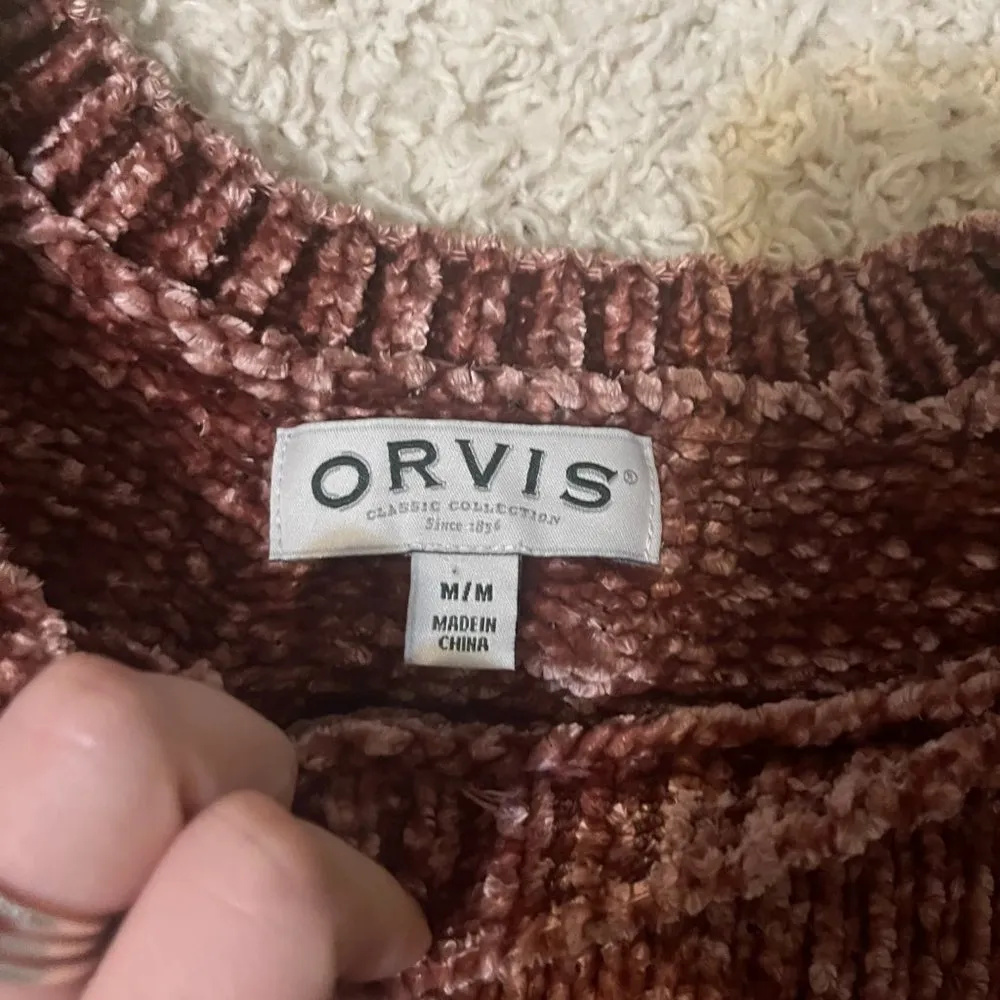 ORVIS®
CLASSIC COLLECTION
Since 1856
M/M
MADE IN
CHINA